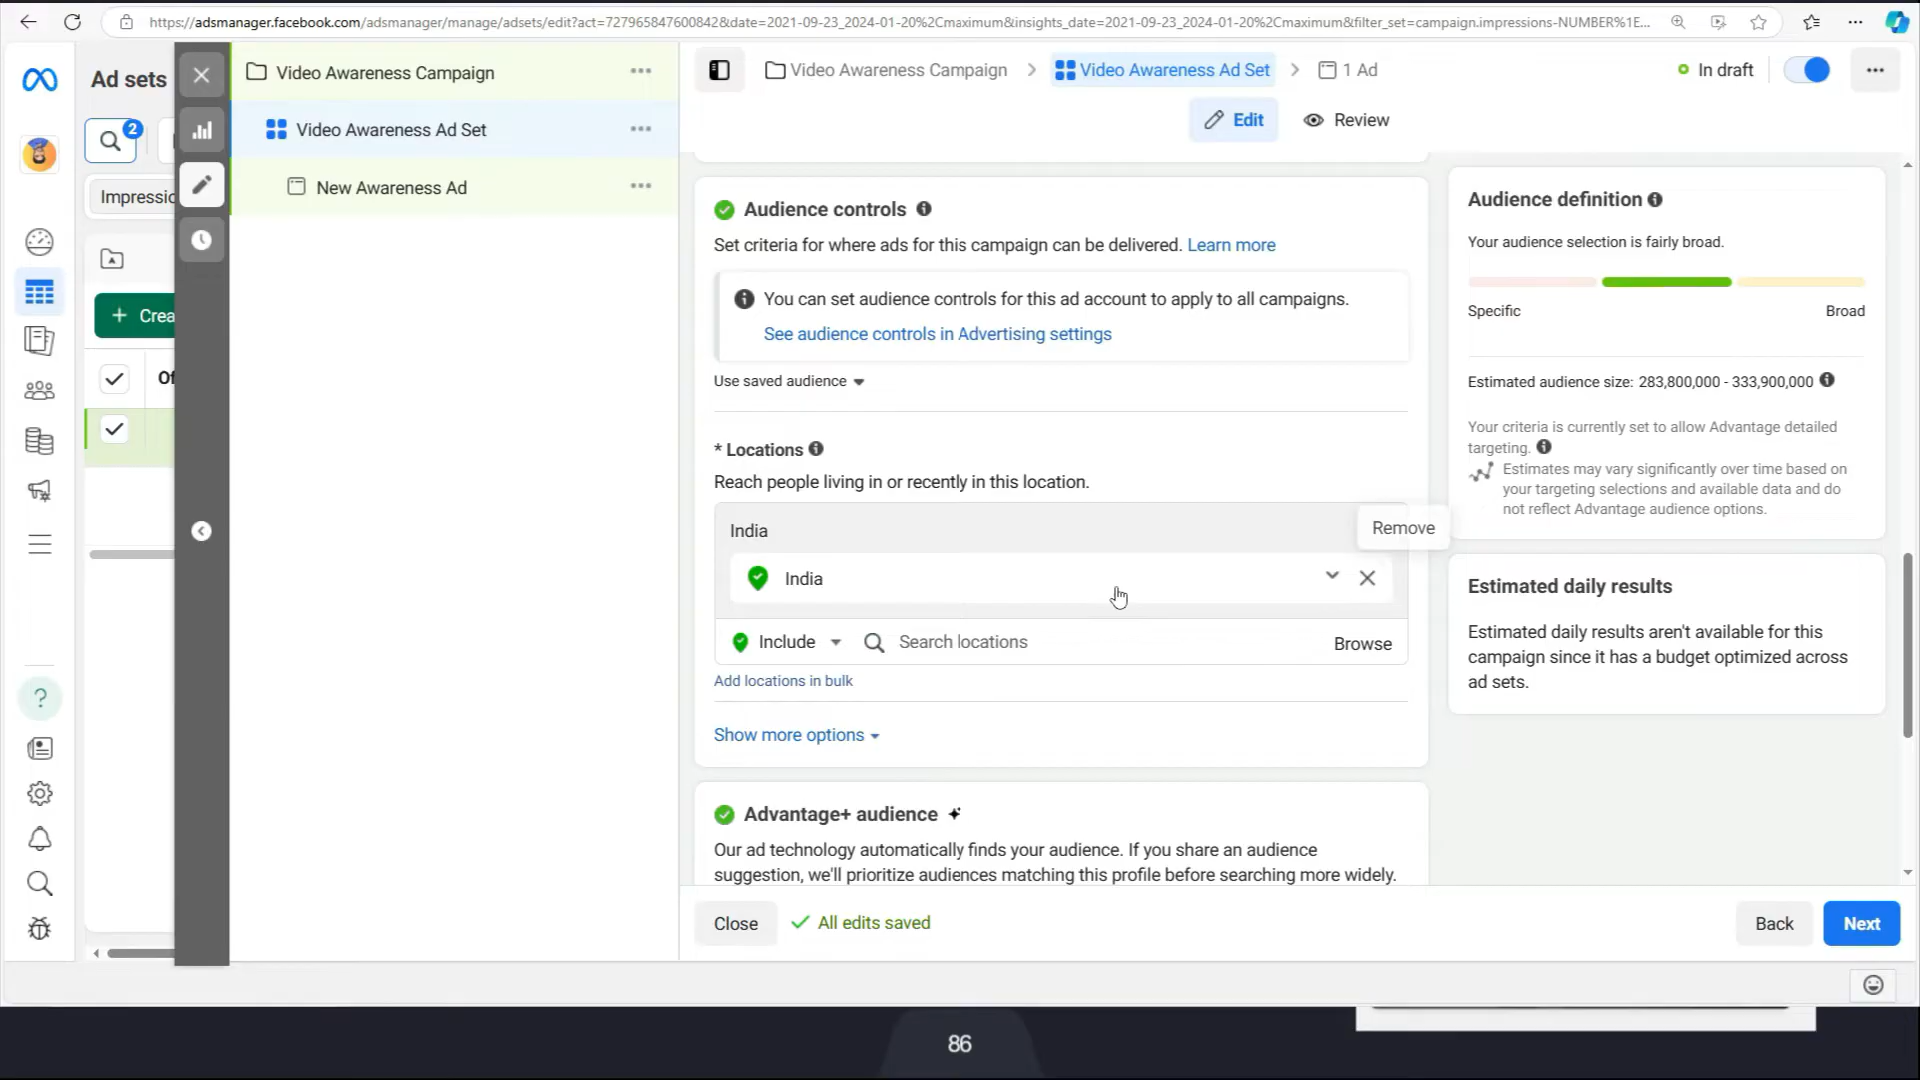 https://adsmanager.facebook.com/adsmanager/manage/adsets/edit?act=727965847600842&date=2021-09-23_2024-01-20%2Cmaximum&insights_date=2021-09-23_2024-01-20%2Cmaximum&filter_set=campaign.impressions-NUMBER%1E...
Ad sets
2
Impressio
+ Crea
Of
Video Awareness Campaign
Video Awareness Ad Set
New Awareness Ad
Video Awareness Campaign > Video Awareness Ad Set > 1 Ad
In draft
Edit
Review
Audience controls
Set criteria for where ads for this campaign can be delivered. Learn more
You can set audience controls for this ad account to apply to all campaigns.
See audience controls in Advertising settings
Use saved audience
* Locations
Reach people living in or recently in this location.
India
Remove
India
Include
Search locations
Browse
Add locations in bulk
Show more options
Advantage+ audience
Our ad technology automatically finds your audience. If you share an audience
suggestion, we'll prioritize audiences matching this profile before searching more widely.
Audience definition
Your audience selection is fairly broad.
Specific
Broad
Estimated audience size: 283,800,000 - 333,900,000
Your criteria is currently set to allow Advantage detailed
targeting.
Estimates may vary significantly over time based on
your targeting selections and available data and do
not reflect Advantage audience options.
Estimated daily results
Estimated daily results aren't available for this
campaign since it has a budget optimized across
ad sets.
Close
All edits saved
Back
Next
86